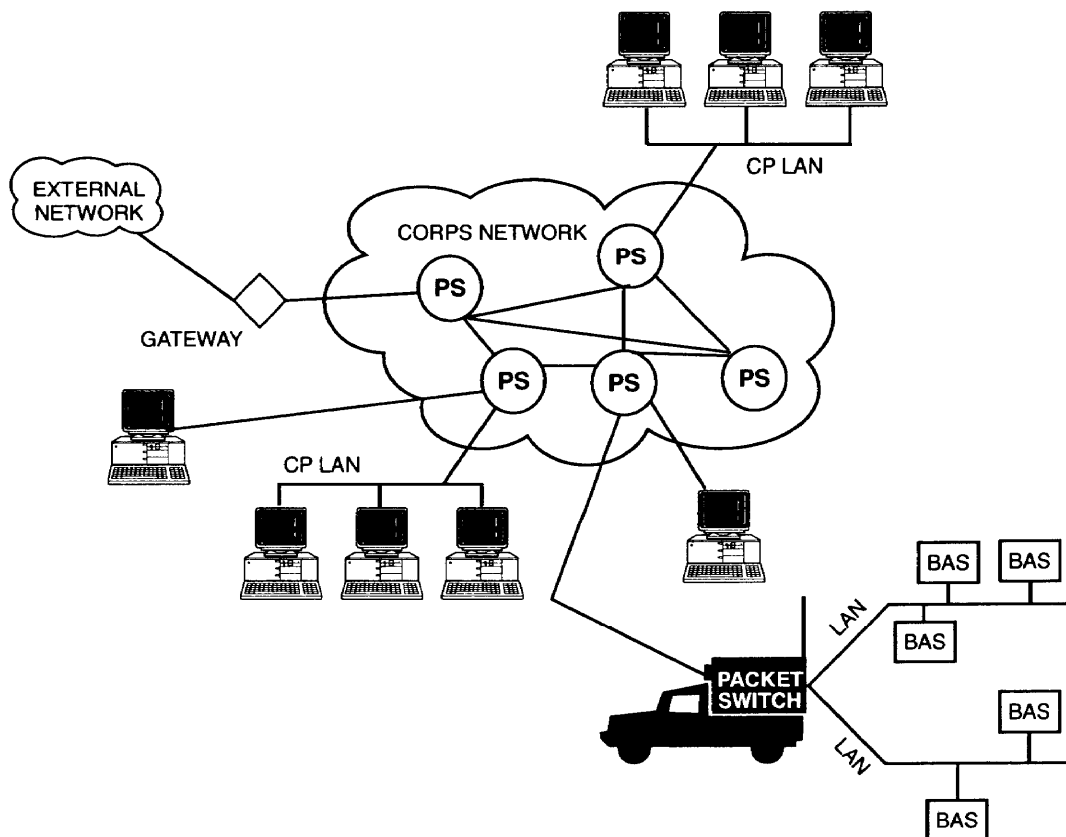 CP LAN
EXTERNAL
NETWORK
CORPS NETWORK
PS
PS
GATEWAY
PS
PS
PS
CP LAN
BAS
BAS
LAN
BAS
PACKET
SWITCH
BAS
LAN
BAS